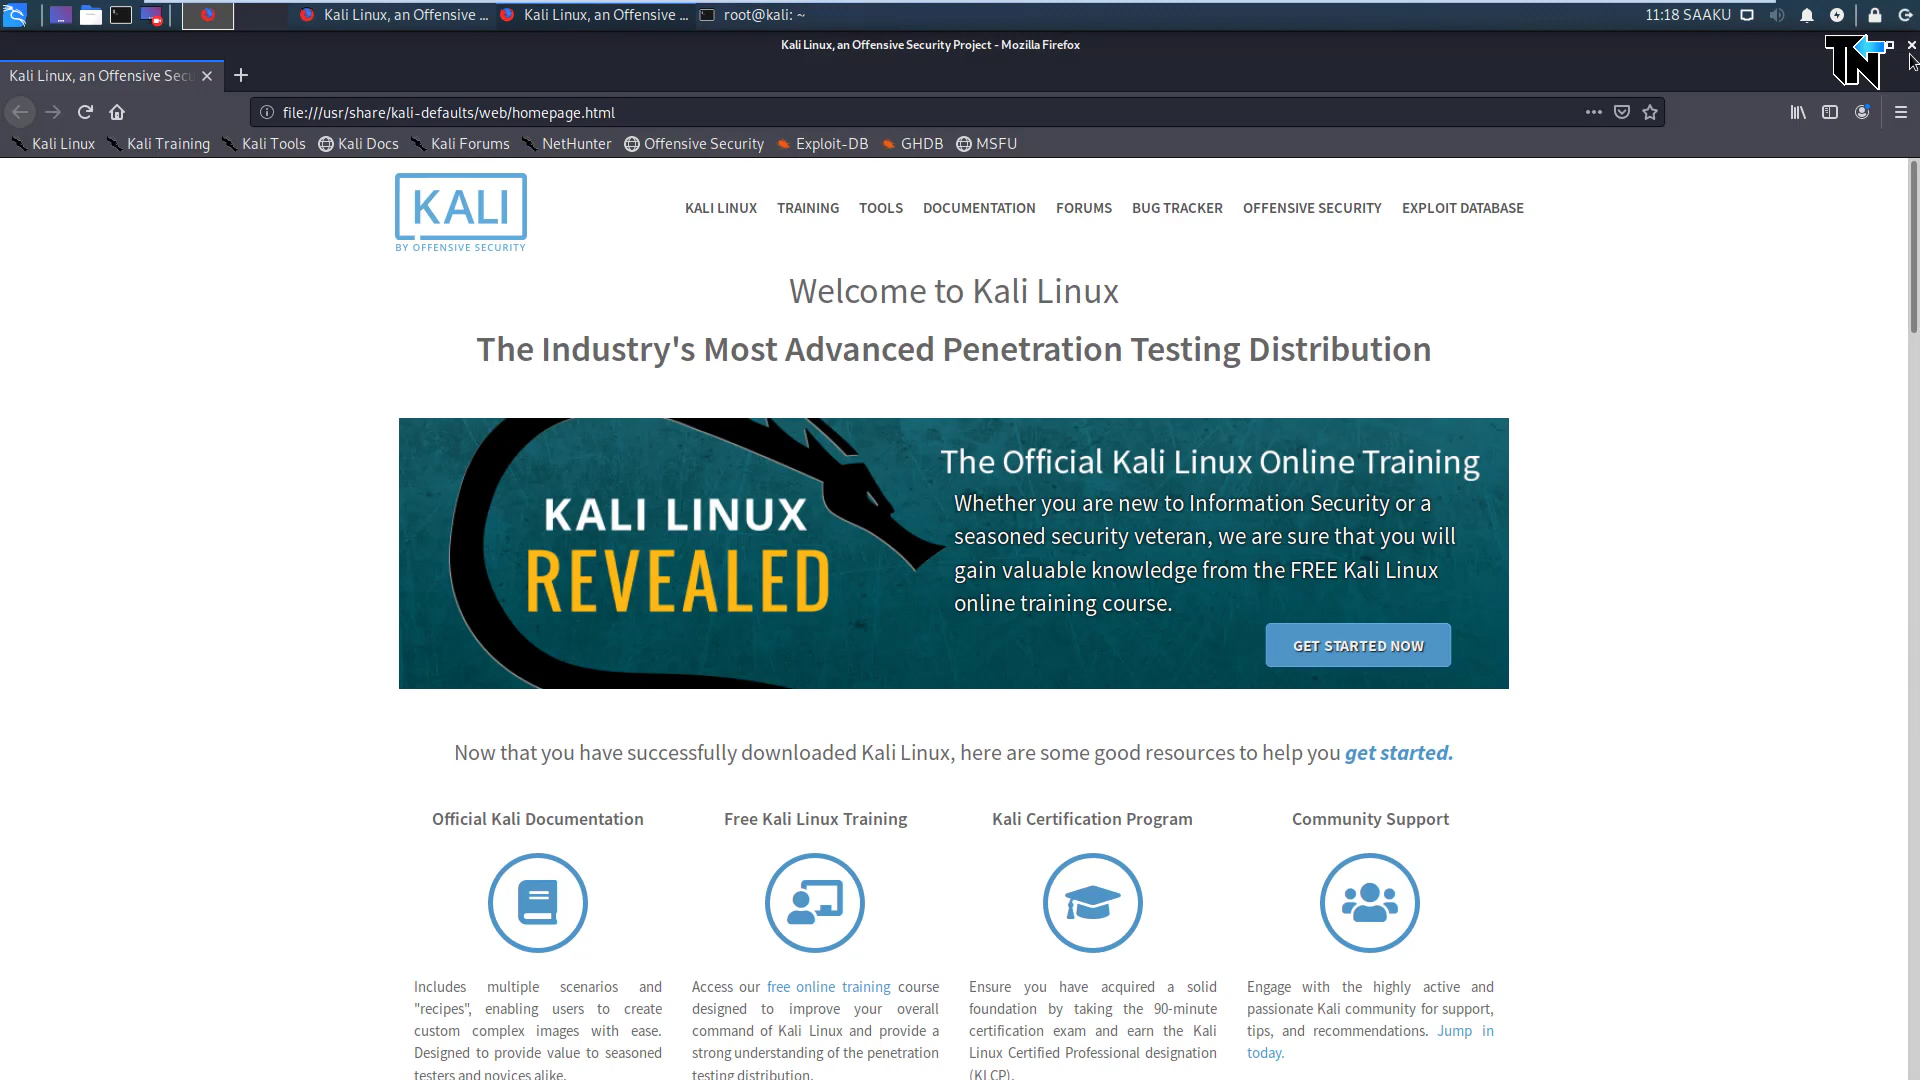 Kali Linux, an Offensive ...
Kali Linux, an Offensive ...
root@kali: ~
11:18 SAAKU
Kali Linux, an Offensive Security Project - Mozilla Firefox
TN
Kali Linux, an Offensive Secu
file:///usr/share/kali-defaults/web/homepage.html
Kali Linux
Kali Training
Kali Tools
Kali Docs
Kali Forums
NetHunter
Offensive Security
Exploit-DB
GHDB
MSFU
KALI
BY OFFENSIVE SECURITY
KALI LINUX
TRAINING
TOOLS
DOCUMENTATION
FORUMS
BUG TRACKER
OFFENSIVE SECURITY
EXPLOIT DATABASE
Welcome to Kali Linux
The Industry's Most Advanced Penetration Testing Distribution
KALI LINUX
REVEALED
The Official Kali Linux Online Training
Whether you are new to Information Security or a
seasoned security veteran, we are sure that you will
gain valuable knowledge from the FREE Kali Linux
online training course.
GET STARTED NOW
Now that you have successfully downloaded Kali Linux, here are some good resources to help you get started.
Official Kali Documentation
Includes multiple scenarios and
"recipes", enabling users to create
custom complex images with ease.
Designed to provide value to seasoned
testers and novices alike.
Free Kali Linux Training
Access our free online training course
designed to improve your overall
command of Kali Linux and provide a
strong understanding of the penetration
testing distribution.
Kali Certification Program
Ensure you have acquired a solid
foundation by taking the 90-minute
certification exam and earn the Kali
Linux Certified Professional designation
(KLCP).
Community Support
Engage with the highly active and
passionate Kali community for support,
tips, and recommendations. Jump in
today.